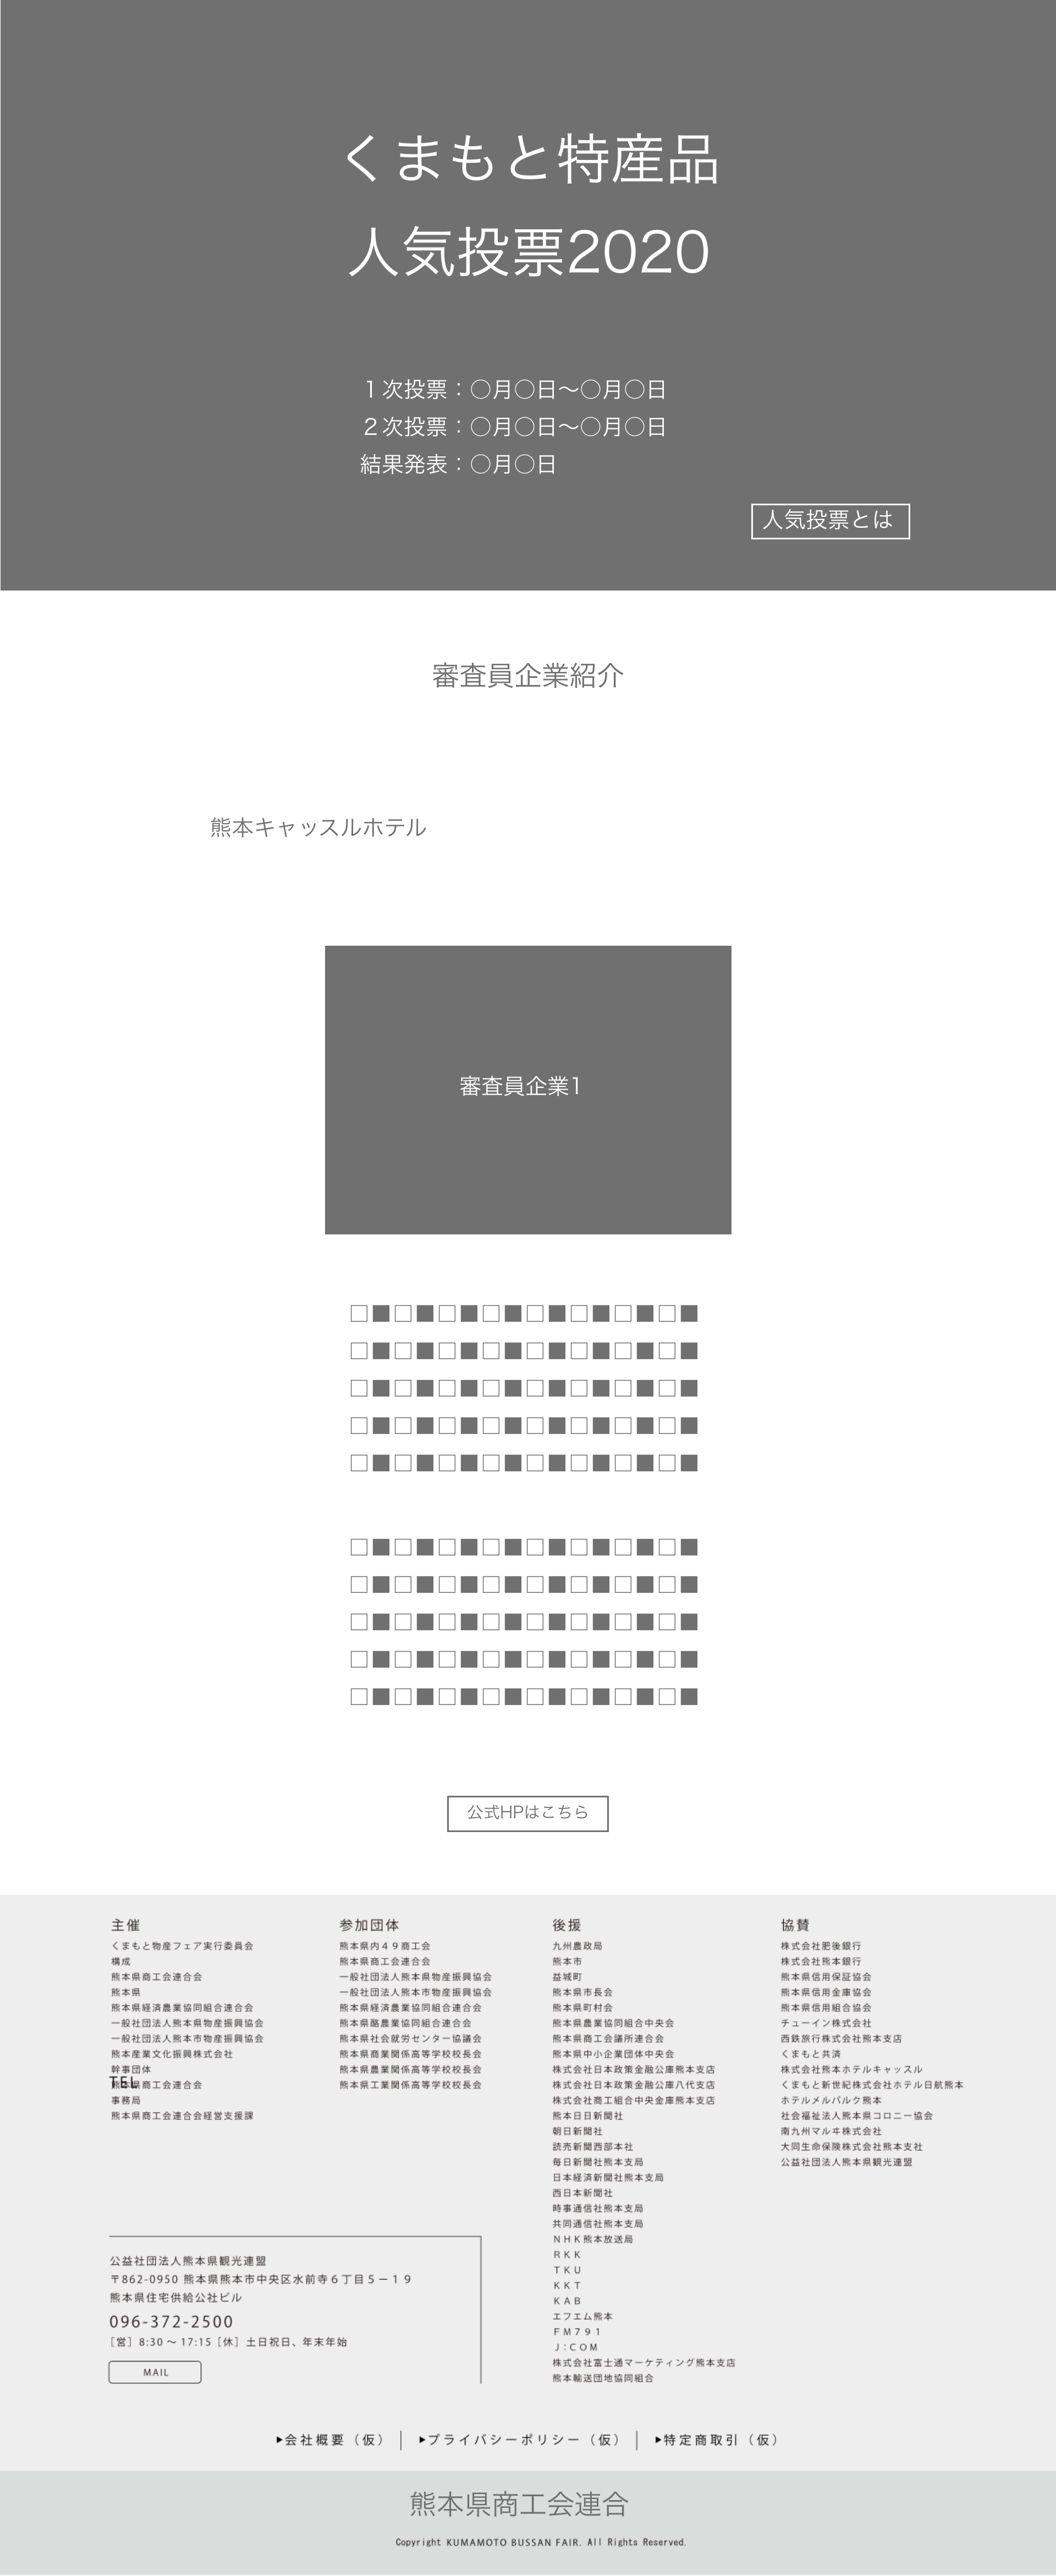 くまもと特産品
人気投票2020
１次投票：○月○日～○月○日
２次投票：○月○日～○月○日
結果発表：○月○日
人気投票とは
審査員企業紹介
熊本キャッスルホテル
審査員企業1
□■□■□■□■□■□■□■□■
□■□■□■□■□■□■□■□■
□■□■□■□■□■□■□■□■
□■□■□■□■□■□■□■□■
□■□■□■□■□■□■□■□■
□■□■□■□■□■□■□■□■
□■□■□■□■□■□■□■□■
□■□■□■□■□■□■□■□■
□■□■□■□■□■□■□■□■
□■□■□■□■□■□■□■□■
公式HPはこちら
主催
くまもと物産フェア実行委員会
構成
熊本県商工会連合会
熊本県
熊本県経済農業協同組合連合会
一般社団法人熊本県物産振興協会
一般社団法人熊本市物産振興協会
熊本産業文化振興株式会社
幹事団体
TEL
熊本県商工会連合会
事務局
熊本県商工会連合会経営支援課
参加団体
熊本県内４９商工会
熊本県商工会連合会
一般社団法人熊本県物産振興協会
一般社団法人熊本市物産振興協会
熊本県経済農業協同組合連合会
熊本県酪農業協同組合連合会
熊本県社会就労センター協議会
熊本県商業関係高等学校校長会
熊本県農業関係高等学校校長会
熊本県工業関係高等学校校長会
後援
九州農政局
熊本市
益城町
熊本県市長会
熊本県町村会
熊本県農業協同組合中央会
熊本県商工会議所連合会
熊本県中小企業団体中央会
株式会社日本政策金融公庫熊本支店
株式会社日本政策金融公庫八代支店
株式会社商工組合中央金庫熊本支店
熊本日日新聞社
朝日新聞社
読売新聞西部本社
毎日新聞社熊本支局
日本経済新聞社熊本支局
西日本新聞社
時事通信社熊本支局
共同通信社熊本支局
ＮＨＫ熊本放送局
ＲＫＫ
ＴＫＵ
ＫＫＴ
ＫＡＢ
エフエム熊本
ＦＭ７９１
Ｊ：ＣＯＭ
株式会社富士通マーケティング熊本支店
熊本輸送団地協同組合
協賛
株式会社肥後銀行
株式会社熊本銀行
熊本県信用保証協会
熊本県信用金庫協会
熊本県信用組合協会
チューイン株式会社
西鉄旅行株式会社熊本支店
くまもと共済
株式会社熊本ホテルキャッスル
くまもと新世紀株式会社ホテル日航熊本
ホテルメルパルク熊本
社会福祉法人熊本県コロニー協会
南九州マルヰ株式会社
大同生命保険株式会社熊本支社
公益社団法人熊本県観光連盟
公益社団法人熊本県観光連盟
〒862-0950 熊本県熊本市中央区水前寺６丁目５－１９
熊本県住宅供給公社ビル
096-372-2500
［営］8:30 ～ 17:15［休］土日祝日、年末年始
MAIL
▶会社概要（仮）│ ▶プライバシーポリシー（仮）│ ▶特定商取引（仮）
熊本県商工会連合
Copyright KUMAMOTO BUSSAN FAIR. All Rights Reserved.